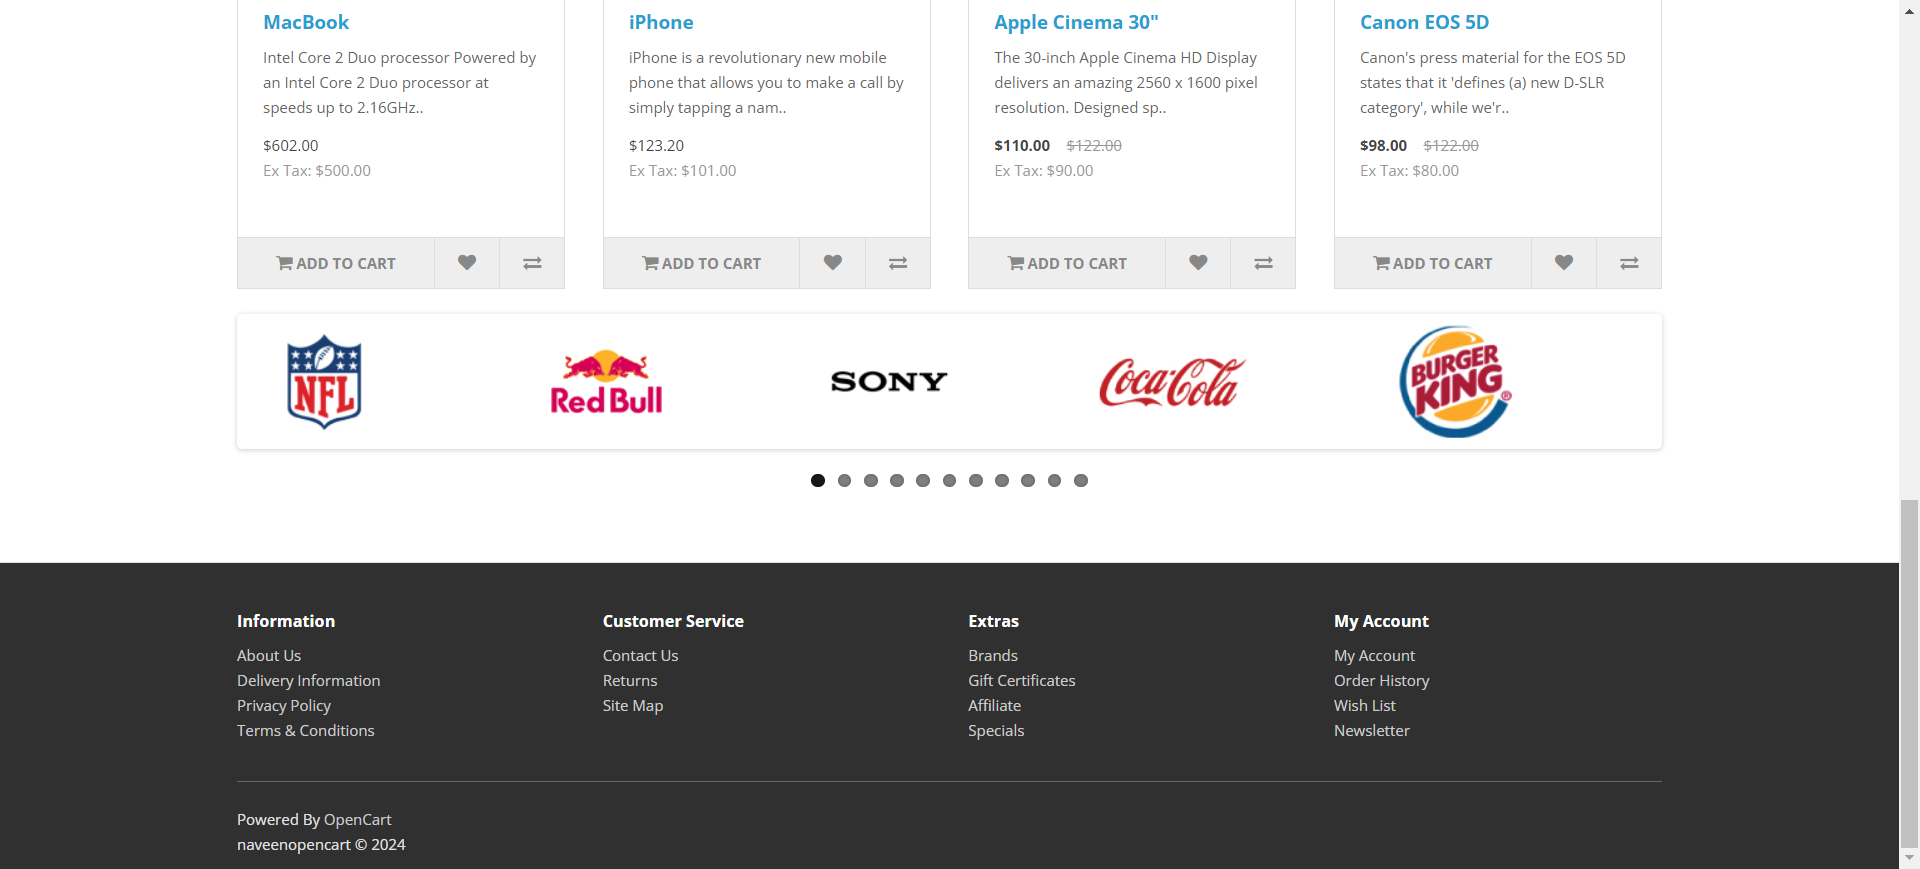 MacBook
Intel Core 2 Duo processor Powered by
an Intel Core 2 Duo processor at
speeds up to 2.16GHz..
$602.00
Ex Tax: $500.00
ADD TO CART
iPhone
iPhone is a revolutionary new mobile
phone that allows you to make a call by
simply tapping a nam..
$123.20
Ex Tax: $101.00
ADD TO CART
Apple Cinema 30"
The 30-inch Apple Cinema HD Display
delivers an amazing 2560 x 1600 pixel
resolution. Designed sp..
$110.00 $122.00
Ex Tax: $90.00
ADD TO CART
Canon EOS 5D
Canon's press material for the EOS 5D
states that it 'defines (a) new D-SLR
category', while we'r..
$98.00 $122.00
Ex Tax: $80.00
ADD TO CART
NFL
Red Bull
SONY
Coca-Cola
BURGER
KING®
Information
About Us
Delivery Information
Privacy Policy
Terms & Conditions
Customer Service
Contact Us
Returns
Site Map
Extras
Brands
Gift Certificates
Affiliate
Specials
My Account
My Account
Order History
Wish List
Newsletter
Powered By OpenCart
naveenopencart © 2024